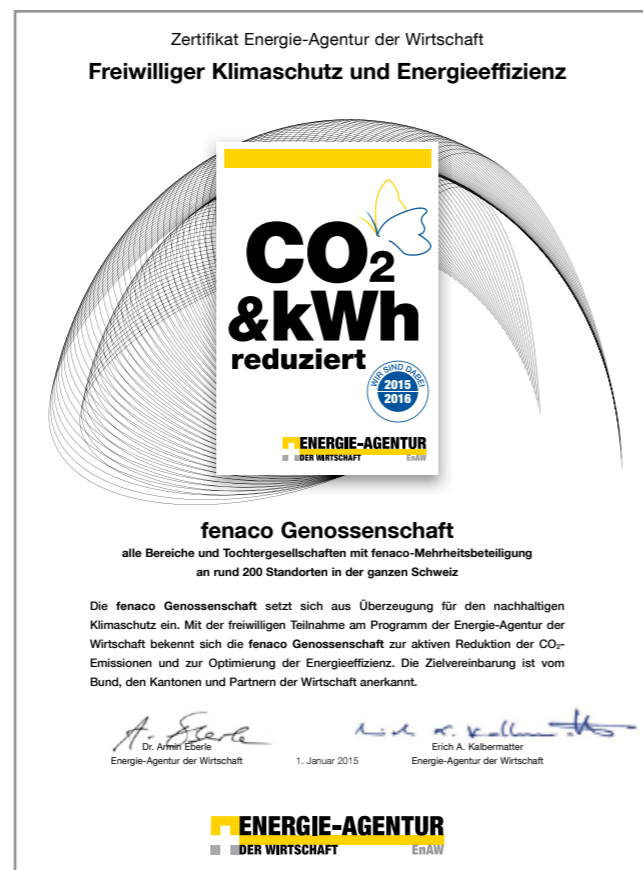 Zertifikat Energie-Agentur der Wirtschaft
Freiwilliger Klimaschutz und Energieeffizienz
CO₂
&kWh
reduziert
WIR SIND DABEI
2015
2016
ENERGIE-AGENTUR
DER WIRTSCHAFT EnAW
fenaco Genossenschaft
alle Bereiche und Tochtergesellschaften mit fenaco-Mehrheitsbeteiligung
an rund 200 Standorten in der ganzen Schweiz
Die fenaco Genossenschaft setzt sich aus Überzeugung für den nachhaltigen
Klimaschutz ein. Mit der freiwilligen Teilnahme am Programm der Energie-Agentur der
Wirtschaft bekennt sich die fenaco Genossenschaft zur aktiven Reduktion der CO₂-
Emissionen und zur Optimierung der Energieeffizienz. Die Zielvereinbarung ist vom
Bund, den Kantonen und Partnern der Wirtschaft anerkannt.
A. Eberle
Erich A. Kalbermatter
Dr. Armin Eberle
Erich A. Kalbermatter
Energie-Agentur der Wirtschaft
1. Januar 2015
Energie-Agentur der Wirtschaft
ENERGIE-AGENTUR
DER WIRTSCHAFT EnAW